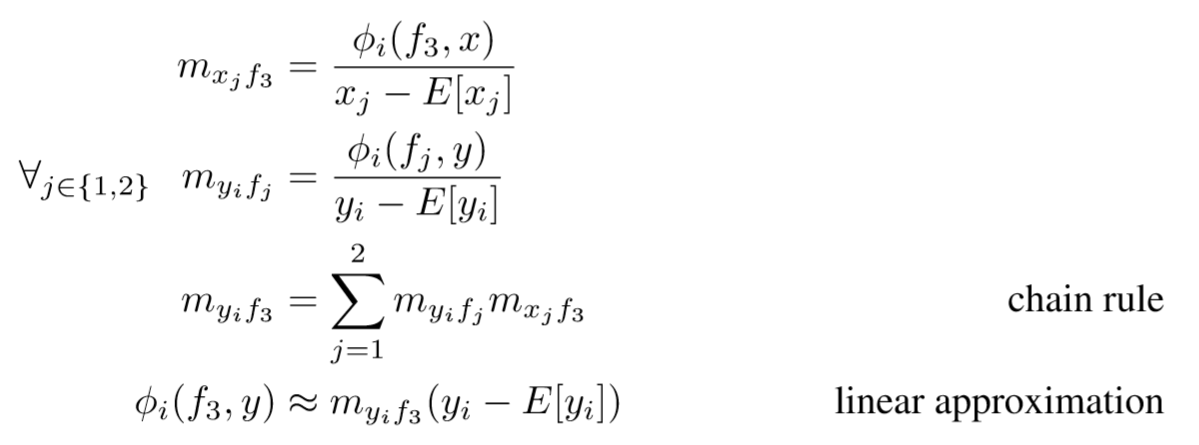 m_{x_j f_3} = \frac{\phi_i(f_3, x)}{x_j - E[x_j]}
\forall_{j \in \{1,2\}} \quad m_{y_i f_j} = \frac{\phi_i(f_j, y)}{y_i - E[y_i]}
m_{y_i f_3} = \sum_{j=1}^{2} m_{y_i f_j} m_{x_j f_3} \quad chain rule
\phi_i(f_3, y) \approx m_{y_i f_3}(y_i - E[y_i]) \quad linear approximation